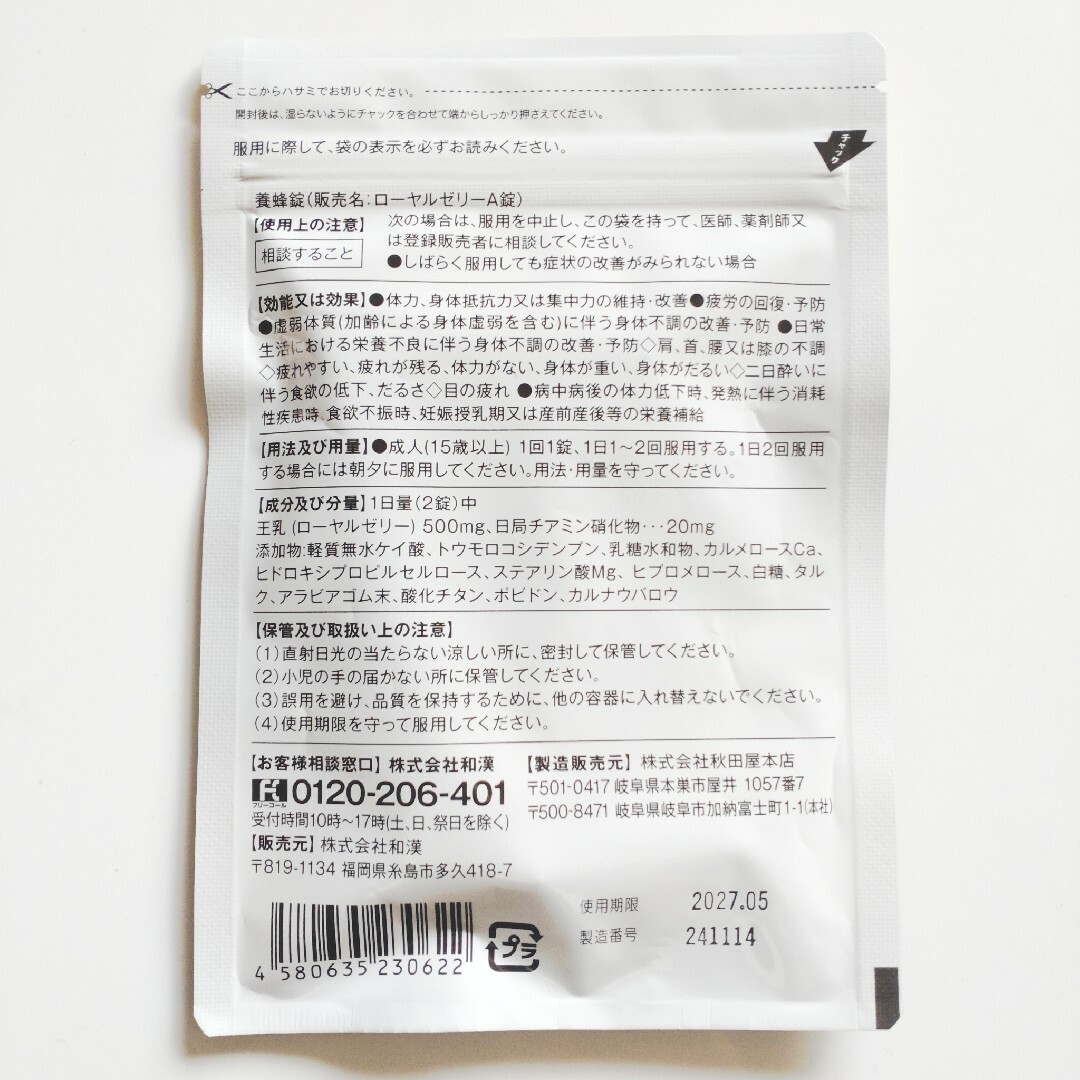 ここからハサミでお切りください。
開封後は、湿らないようにチャックを合わせて端からしっかり押さえてください。
チャック
服用に際して、袋の表示を必ずお読みください。
養蜂錠(販売名:ローヤルゼリーA錠)
【使用上の注意】 次の場合は、服用を中止し、この袋を持って、医師、薬剤師又
相談すること は登録販売者に相談してください。
●しばらく服用しても症状の改善がみられない場合
【効能又は効果】●体力、身体抵抗力又は集中力の維持・改善●疲労の回復・予防
●虚弱体質(加齢による身体虚弱を含む)に伴う身体不調の改善・予防 ●日常
生活における栄養不良に伴う身体不調の改善・予防◇肩、首、腰又は膝の不調
◇疲れやすい、疲れが残る、体力がない、身体が重い、身体がだるい◇二日酔いに
伴う食欲の低下、だるさ◇目の疲れ ●病中病後の体力低下時、発熱に伴う消耗
性疾患時、食欲不振時、妊娠授乳期又は産前産後等の栄養補給
【用法及び用量】●成人(15歳以上) 1回1錠、1日1〜2回服用する。1日2回服用
する場合には朝夕に服用してください。用法・用量を守ってください。
【成分及び分量】1日量(2錠)中
王乳 (ローヤルゼリー) 500mg、日局チアミン硝化物・・・20mg
添加物:軽質無水ケイ酸、トウモロコシデンプン、乳糖水和物、カルメロースCa、
ヒドロキシプロピルセルロース、ステアリン酸Mg、ヒプロメロース、白糖、タル
ク、アラビアゴム末、酸化チタン、ポビドン、カルナウバロウ
【保管及び取扱い上の注意】
(1)直射日光の当たらない涼しい所に、密封して保管してください。
(2)小児の手の届かない所に保管してください。
(3)誤用を避け、品質を保持するために、他の容器に入れ替えないでください。
(4)使用期限を守って服用してください。
【お客様相談窓口】 株式会社和漢
フリーコール 0120-206-401
受付時間10時〜17時(土、日、祭日を除く)
【販売元】 株式会社和漢
〒819-1134 福岡県糸島市多久418-7
【製造販売元】 株式会社秋田屋本店
〒501-0417 岐阜県本巣市屋井 1057番7
〒500-8471 岐阜県岐阜市加納富士町1-1(本社)
使用期限 2027.05
製造番号 241114
4 580635 230622
プラ